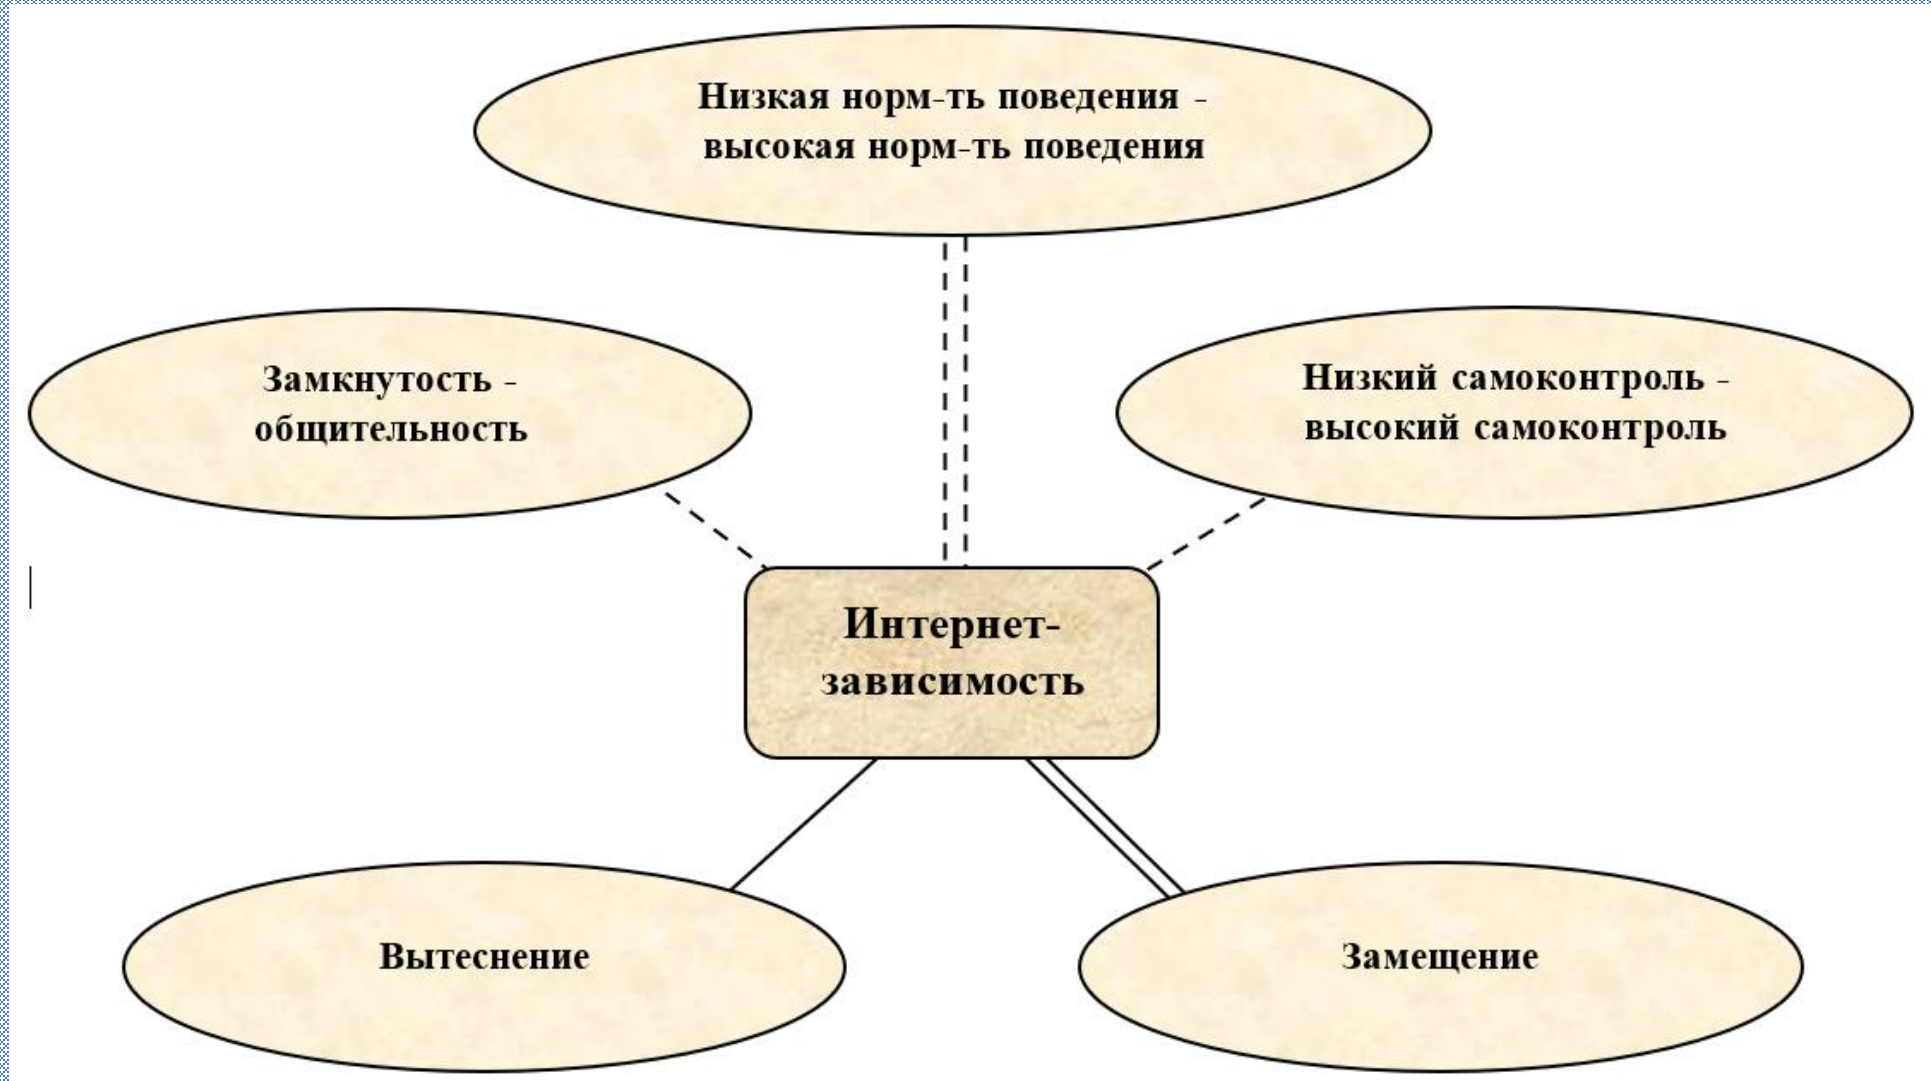 Низкая норм-ть поведения -
высокая норм-ть поведения
Замкнутость -
общительность
Низкий самоконтроль -
высокий самоконтроль
Интернет-
зависимость
Вытеснение
Замещение